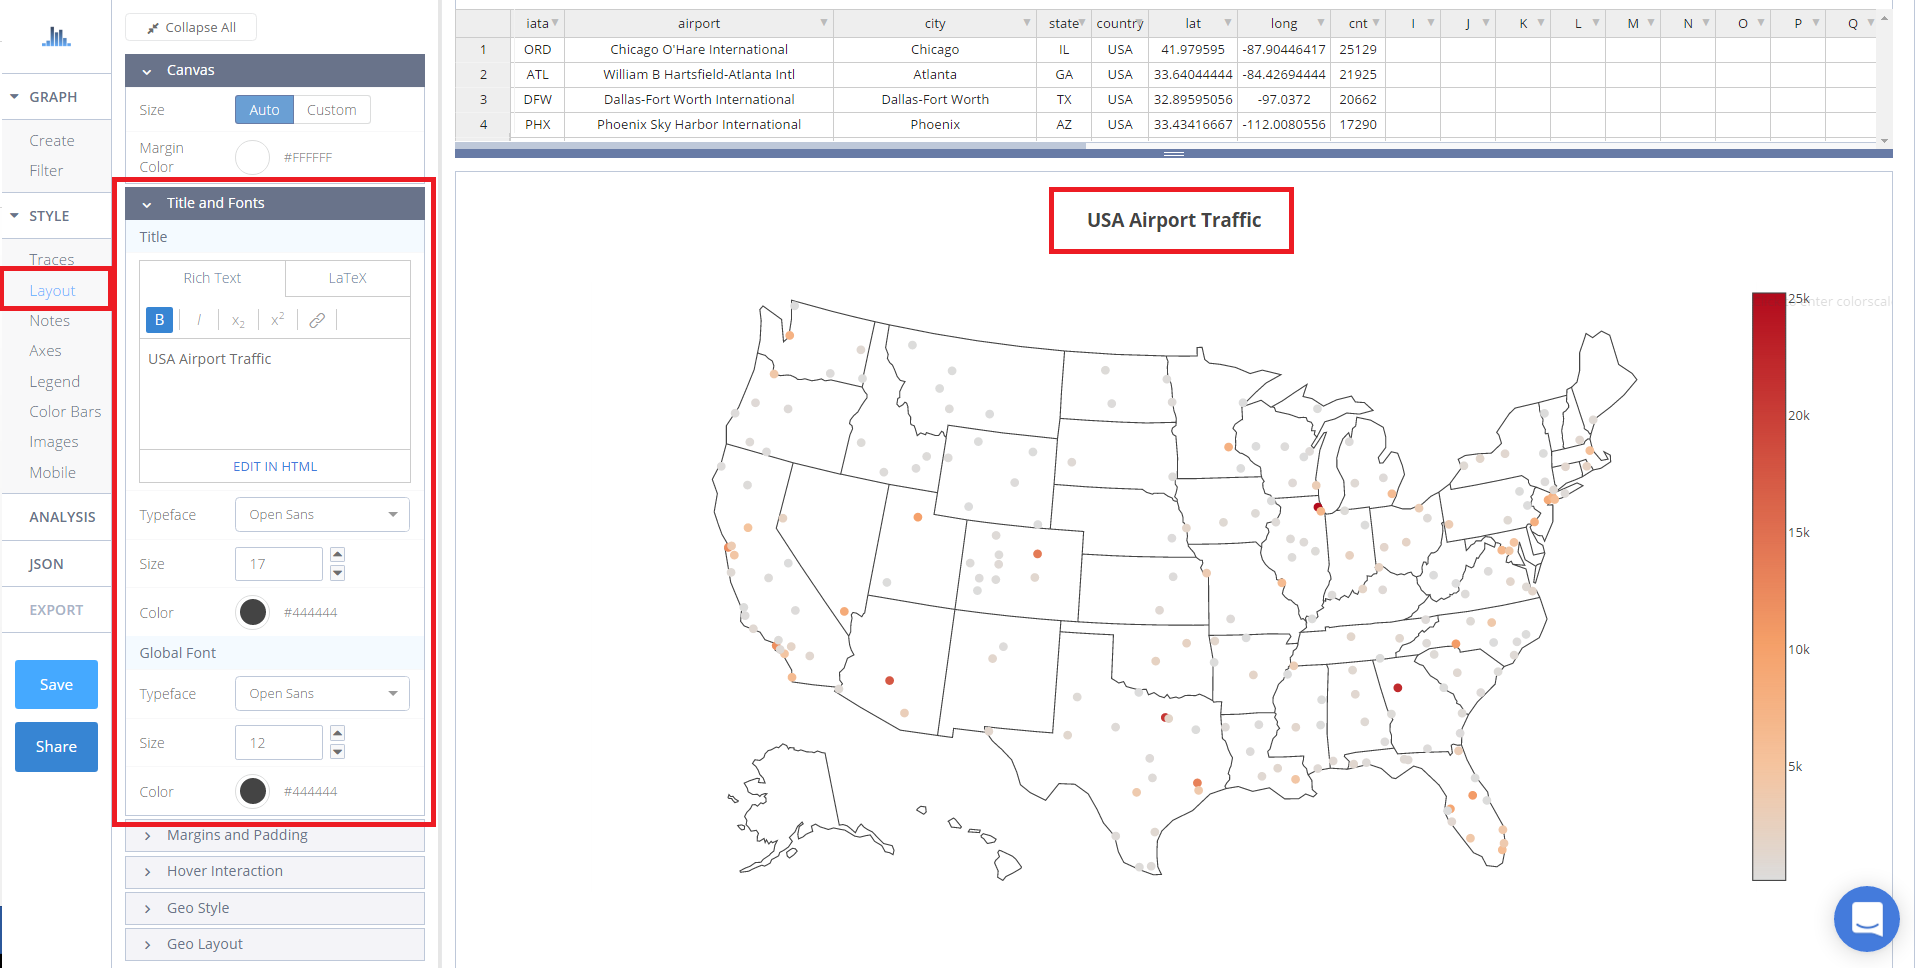 Collapse All
Canvas
Size Auto Custom
Margin Color #FFFFFF
Title and Fonts
Title
Rich Text LaTeX
B I x₂ x²
USA Airport Traffic
EDIT IN HTML
Typeface Open Sans
Size 17
Color #444444
Global Font
Typeface Open Sans
Size 12
Color #444444
Margins and Padding
Hover Interaction
Geo Style
Geo Layout
GRAPH
Create
Filter
STYLE
Traces
Layout
Notes
Axes
Legend
Color Bars
Images
Mobile
ANALYSIS
JSON
EXPORT
Save
Share
iata airport city state country lat long cnt I J K L M N O P Q
1 ORD Chicago O'Hare International Chicago IL USA 41.979595 -87.90446417 25129
2 ATL William B Hartsfield-Atlanta Intl Atlanta GA USA 33.64044444 -84.42694444 21925
3 DFW Dallas-Fort Worth International Dallas-Fort Worth TX USA 32.89595056 -97.0372 20662
4 PHX Phoenix Sky Harbor International Phoenix AZ USA 33.43416667 -112.0080556 17290
USA Airport Traffic
25k enter colorscal
20k
15k
10k
5k